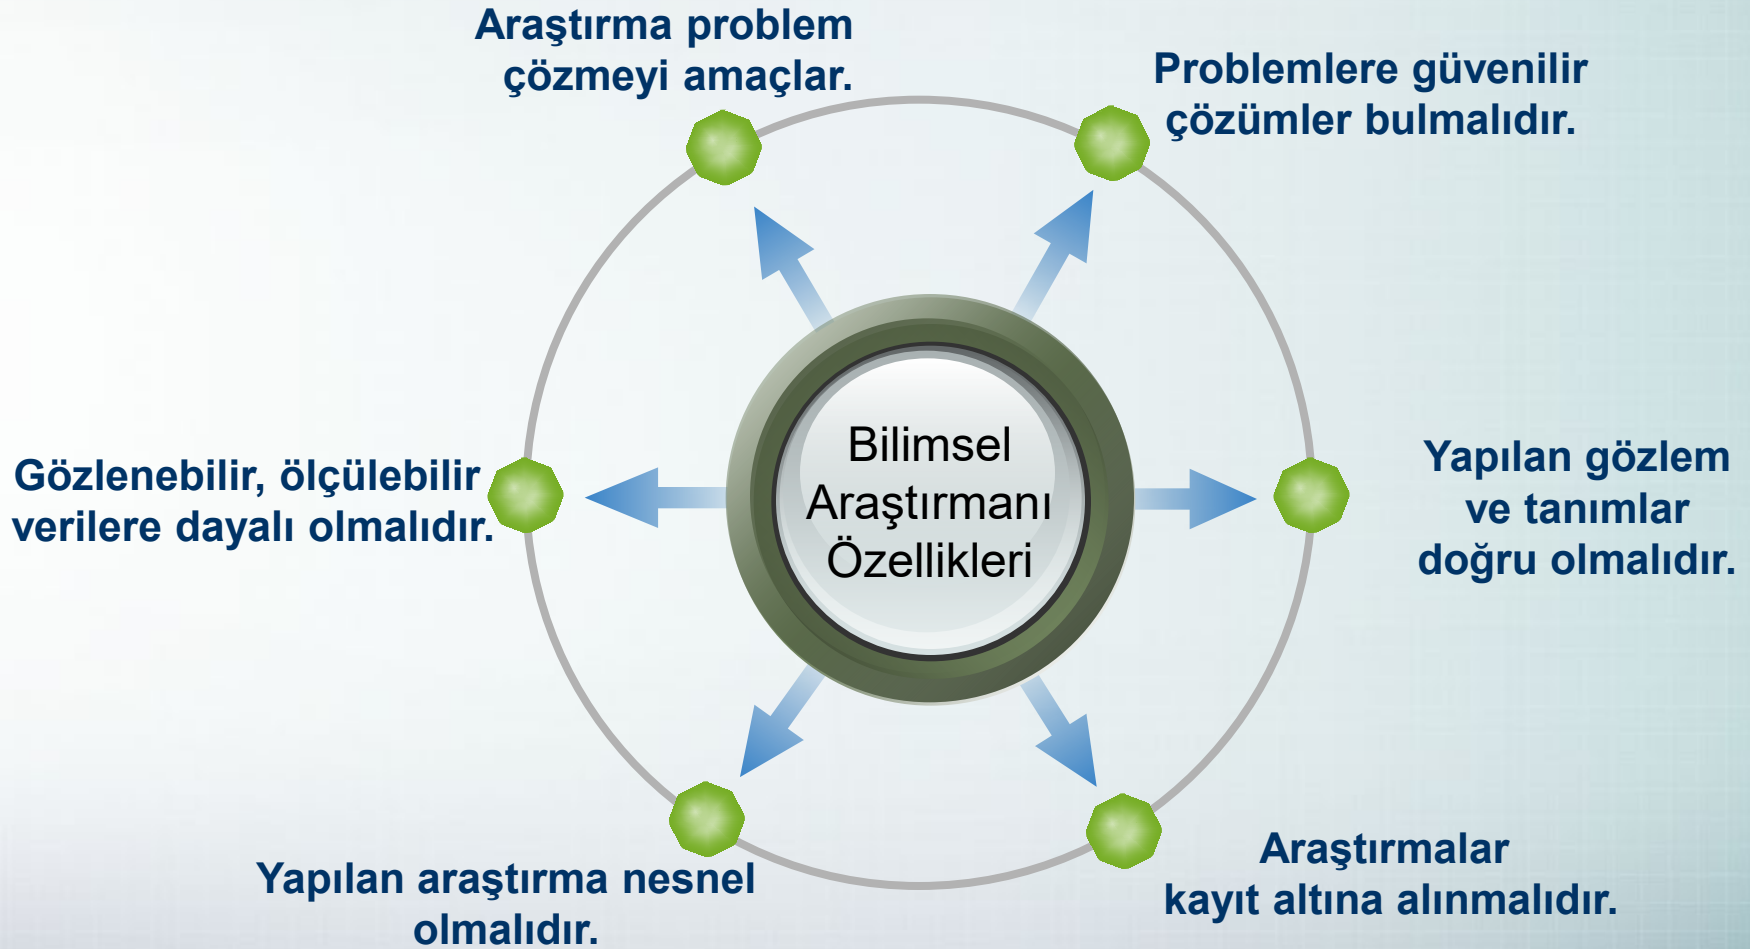 Araştırma problem
çözmeyi amaçlar.
Problemlere güvenilir
çözümler bulmalıdır.
Gözlenebilir, ölçülebilir
verilere dayalı olmalıdır.
Bilimsel
Araştırmanı
Özellikleri
Yapılan gözlem
ve tanımlar
doğru olmalıdır.
Yapılan araştırma nesnel
olmalıdır.
Araştırmalar
kayıt altına alınmalıdır.